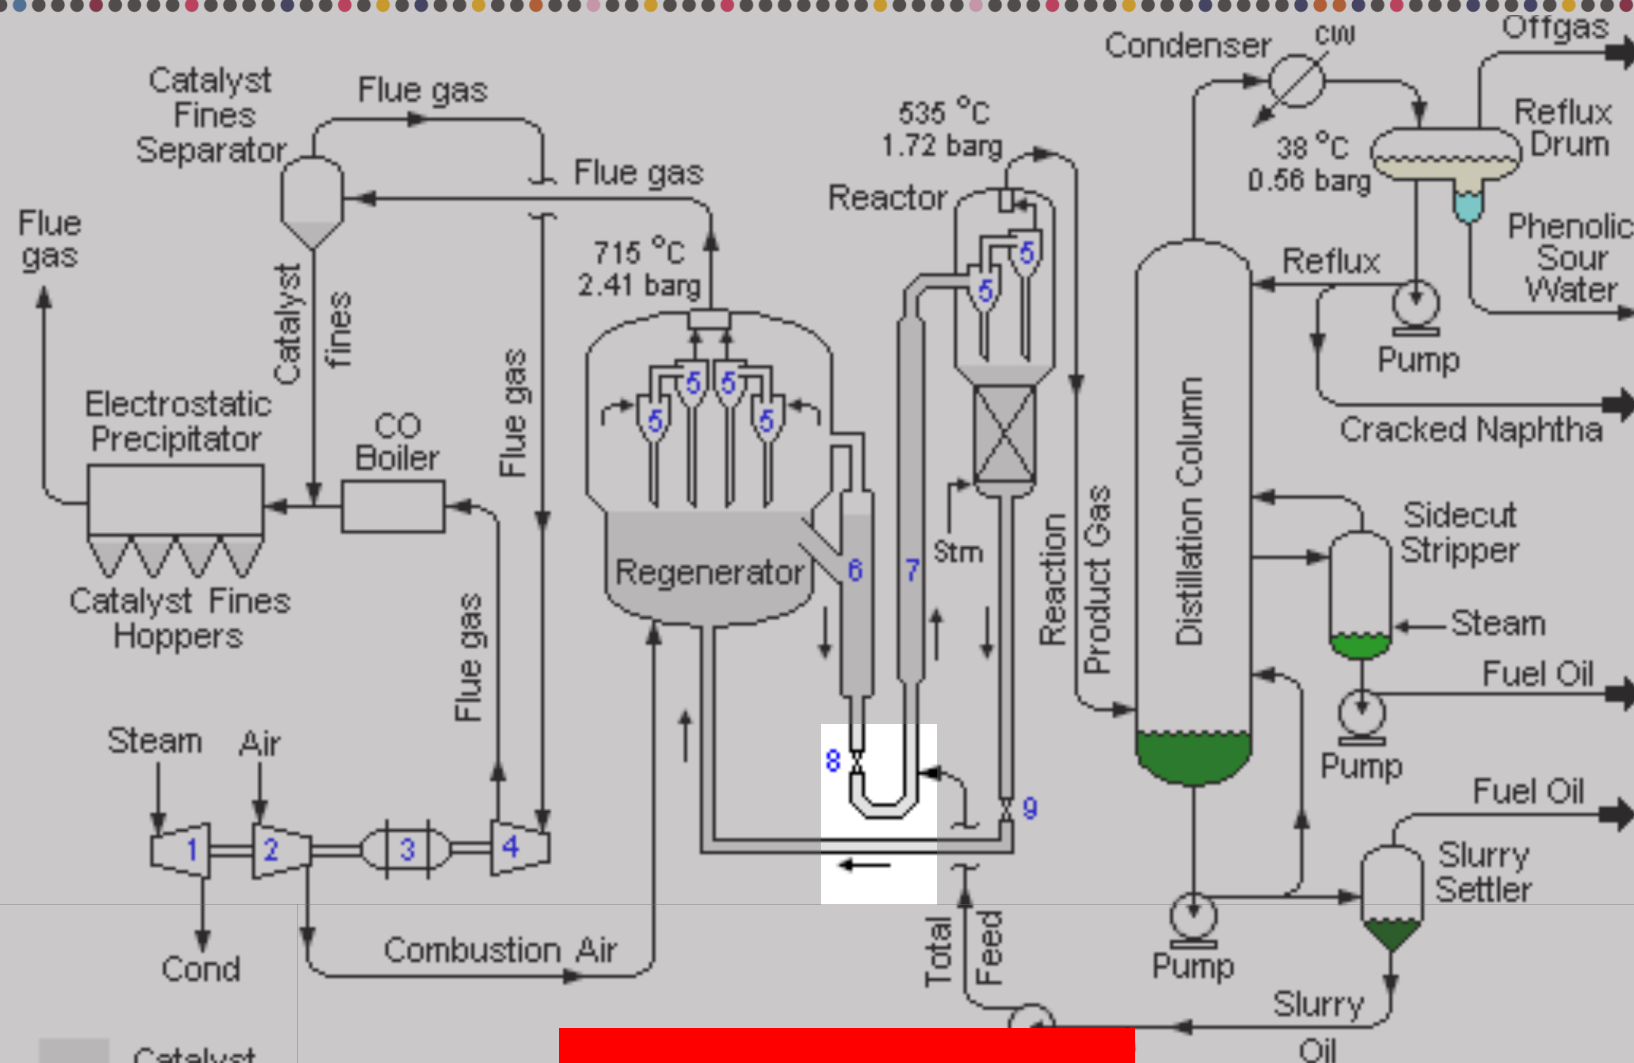 Offgas
Condenser
CW
Catalyst
Fines
Separator
Flue gas
535 °C
1.72 barg
Reflux
Drum
38 °C
0.56 barg
Flue gas
Reactor
Flue
gas
715 °C
2.41 barg
Phenolic
Sour
Water
Reflux
Catalyst
fines
Flue gas
Pump
5
5
5
5
5
5
Electrostatic
Precipitator
CO
Boiler
Cracked Naphtha
Distillation Column
Sidecut
Stripper
Stm
Reaction
Product Gas
Regenerator
6
7
Catalyst Fines
Hoppers
Flue gas
Steam
Fuel Oil
Steam
Air
8
9
Pump
Fuel Oil
1
2
3
4
Slurry
Settler
Total
Feed
Combustion Air
Cond
Pump
Slurry
Oil
Catalyst